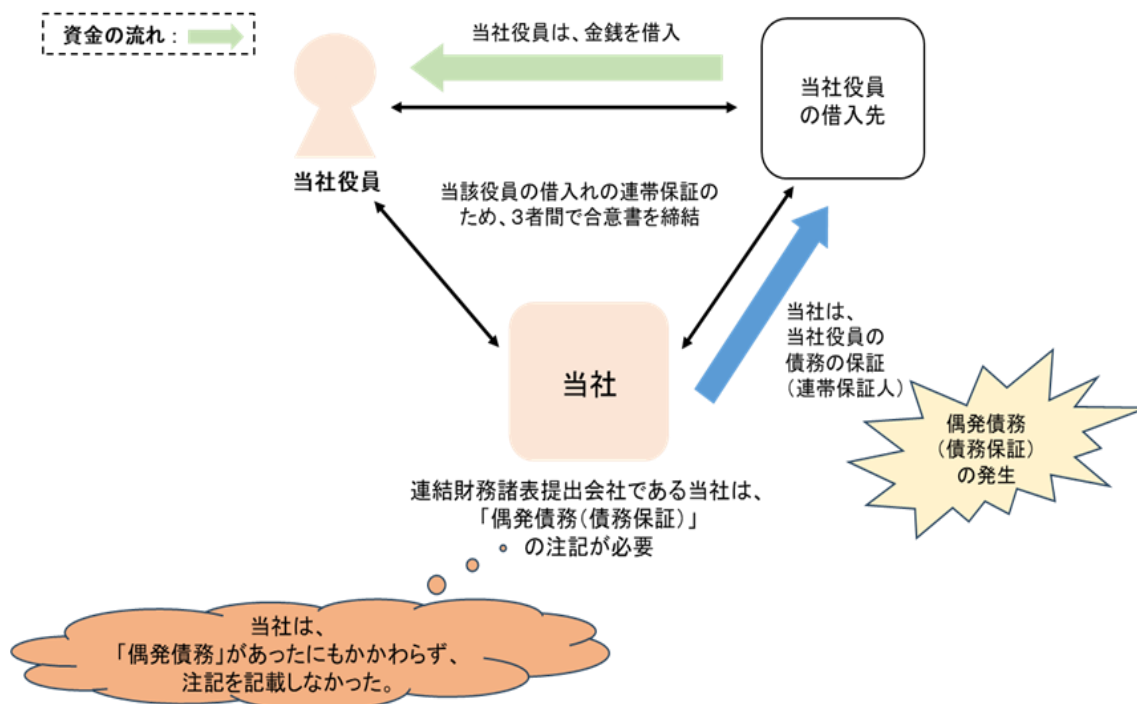 資金の流れ：
当社役員は、金銭を借入
当社役員
の借入先
当社役員
当該役員の借入れの連帯保証の
ため、3者間で合意書を締結
当社は、
当社役員の
債務の保証
（連帯保証人）
当社
偶発債務
（債務保証）
の発生
連結財務諸表提出会社である当社は、
「偶発債務（債務保証）」
の注記が必要
当社は、
「偶発債務」があったにもかかわらず、
注記を記載しなかった。